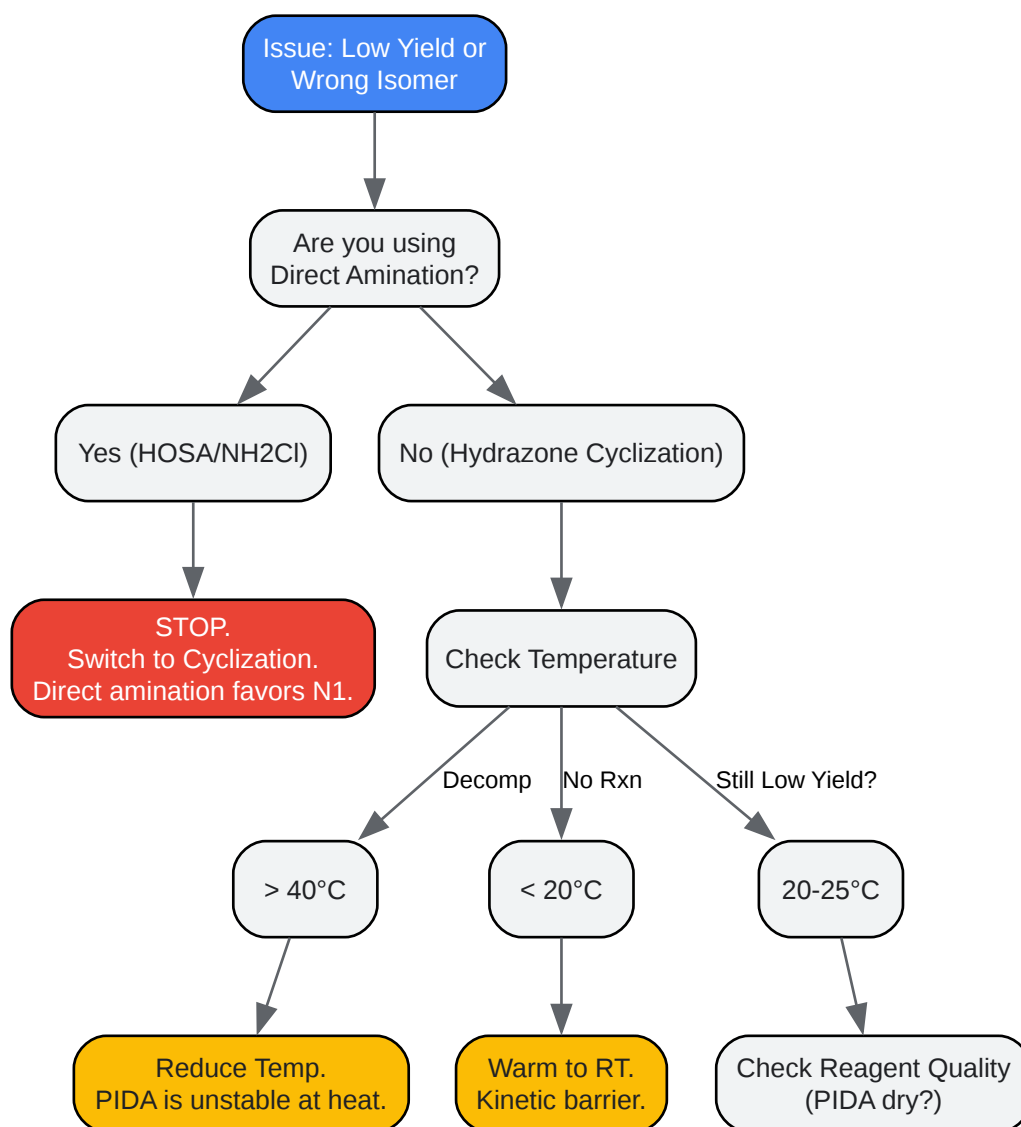 Issue: Low Yield or
Wrong Isomer
Are you using
Direct Amination?
Yes (HOSA/NH2Cl)
No (Hydrazone Cyclization)
STOP.
Switch to Cyclization.
Direct amination favors N1.
Check Temperature
Decomp
No Rxn
Still Low Yield?
> 40°C
< 20°C
20-25°C
Reduce Temp.
PIDA is unstable at heat.
Warm to RT.
Kinetic barrier.
Check Reagent Quality
(PIDA dry?)